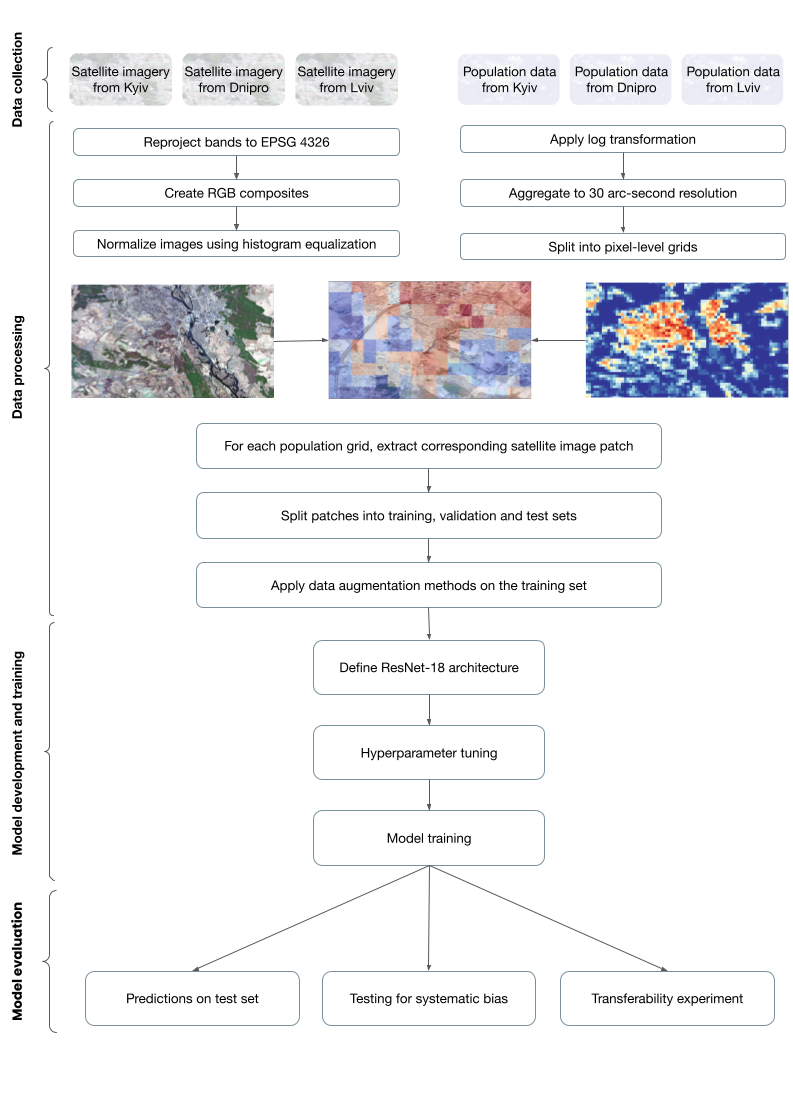 Data collection
Satellite imagery
from Kyiv
Satellite imagery
from Dnipro
Satellite imagery
from Lviv
Population data
from Kyiv
Population data
from Dnipro
Population data
from Lviv
Data processing
Reproject bands to EPSG 4326
Create RGB composites
Normalize images using histogram equalization
Apply log transformation
Aggregate to 30 arc-second resolution
Split into pixel-level grids
For each population grid, extract corresponding satellite image patch
Split patches into training, validation and test sets
Apply data augmentation methods on the training set
Model development and training
Define ResNet-18 architecture
Hyperparameter tuning
Model training
Model evaluation
Predictions on test set
Testing for systematic bias
Transferability experiment